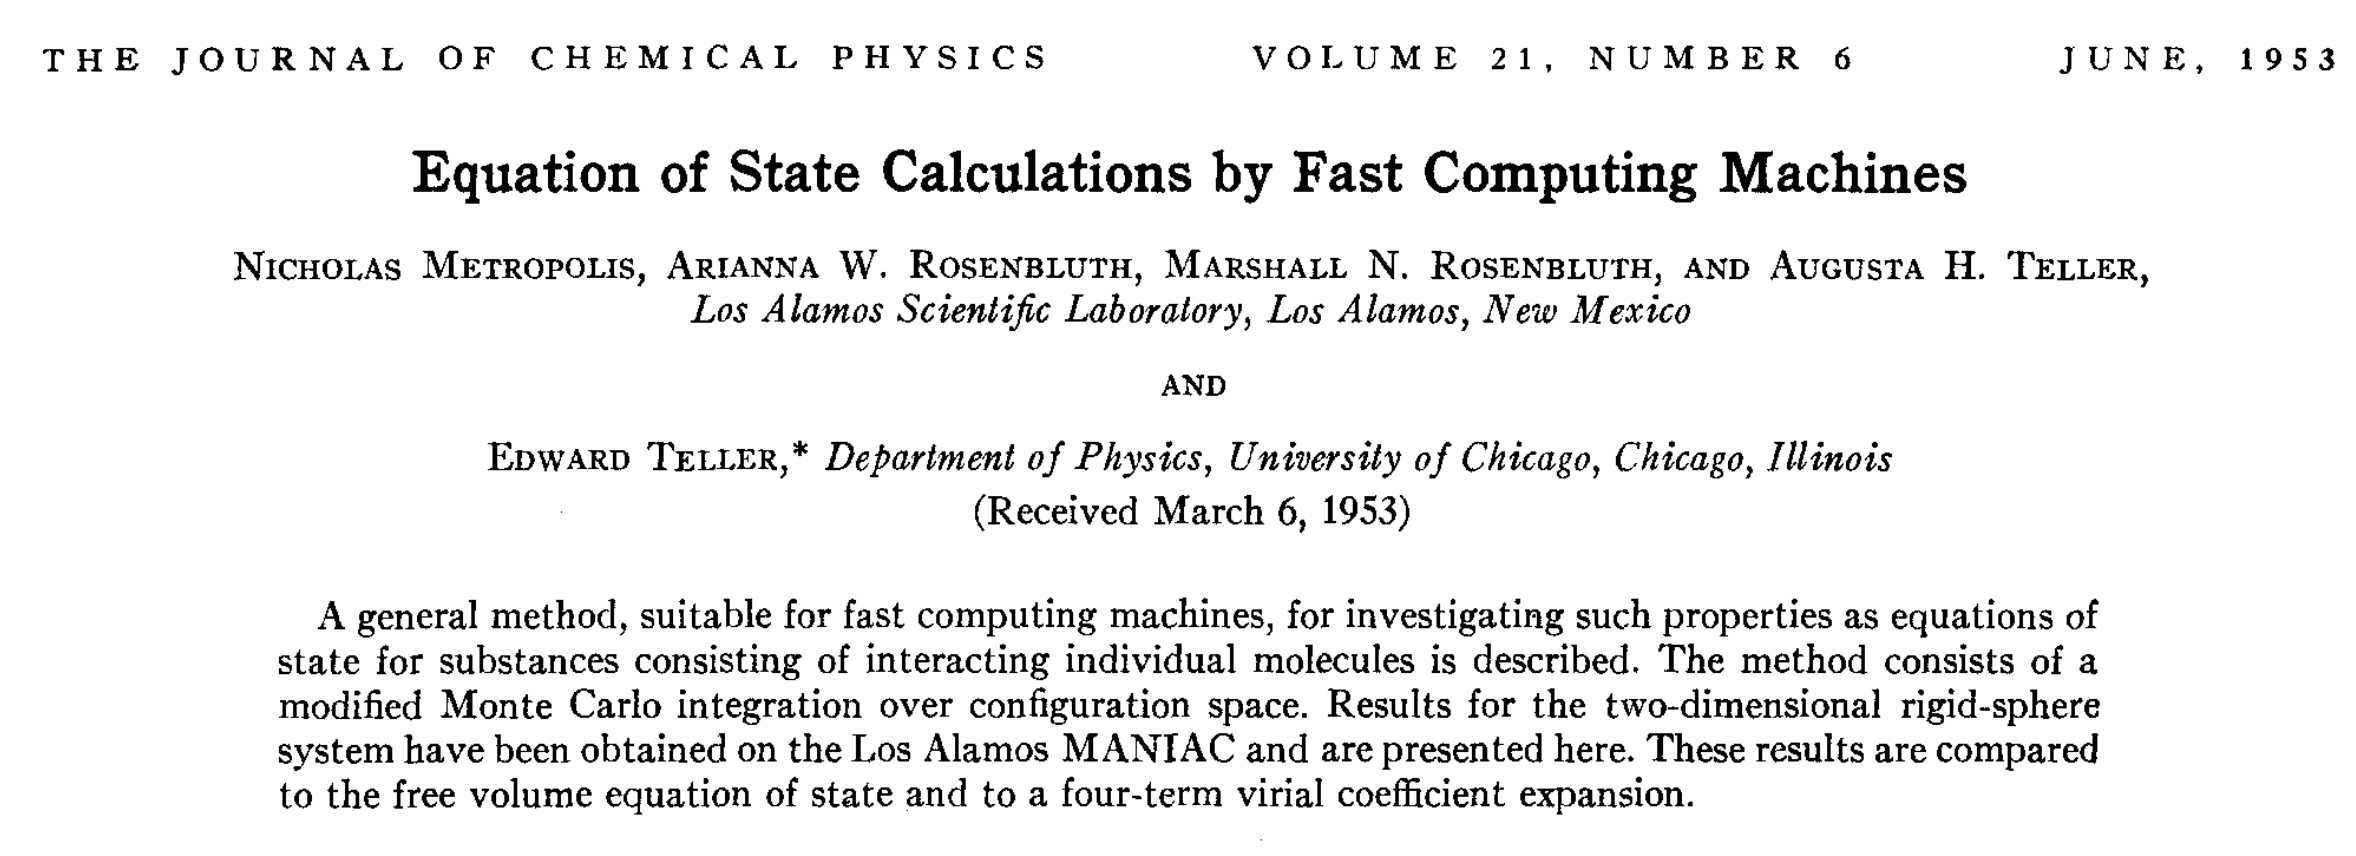 THE JOURNAL OF CHEMICAL PHYSICS VOLUME 21, NUMBER 6 JUNE, 1953
Equation of State Calculations by Fast Computing Machines
NICHOLAS METROPOLIS, ARIANNA W. ROSENBLUTH, MARSHALL N. ROSENBLUTH, AND AUGUSTA H. TELLER,
Los Alamos Scientific Laboratory, Los Alamos, New Mexico
AND
EDWARD TELLER,* Department of Physics, University of Chicago, Chicago, Illinois
(Received March 6, 1953)
A general method, suitable for fast computing machines, for investigating such properties as equations of
state for substances consisting of interacting individual molecules is described. The method consists of a
modified Monte Carlo integration over configuration space. Results for the two-dimensional rigid-sphere
system have been obtained on the Los Alamos MANIAC and are presented here. These results are compared
to the free volume equation of state and to a four-term virial coefficient expansion.